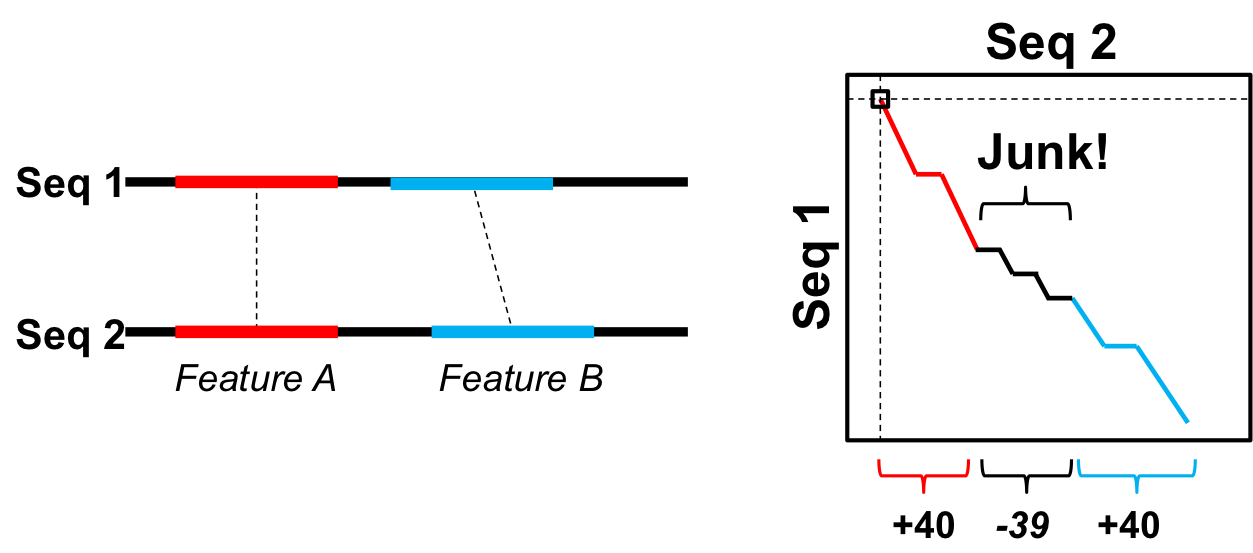 Seq 1
Seq 2
Feature A
Feature B
Seq 2
Junk!
Seq 1
+40
-39
+40